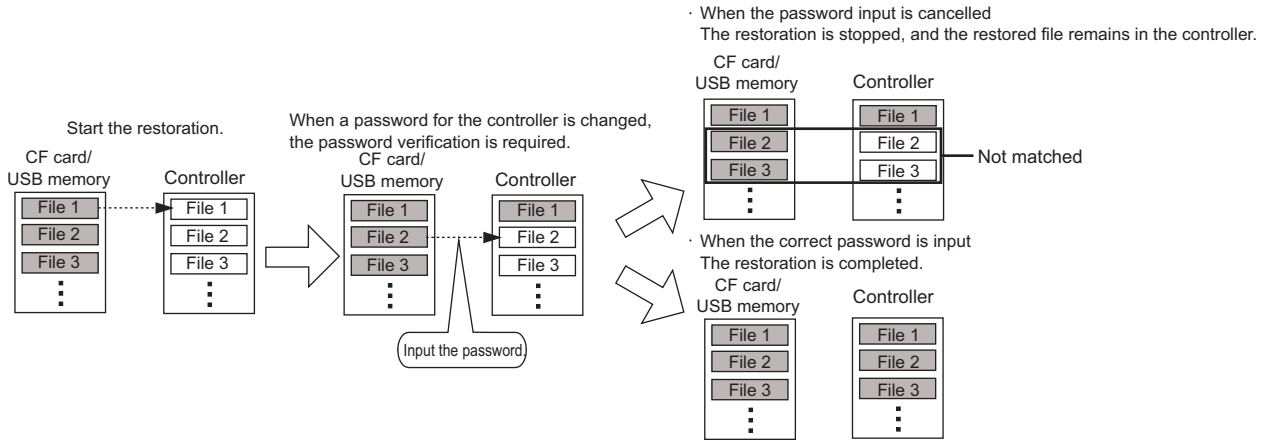 Start the restoration.
CF card/
USB memory
Controller
File 1
File 1
File 2
File 2
File 3
File 3
When a password for the controller is changed,
the password verification is required.
CF card/
USB memory
Controller
File 1
File 1
File 2
File 2
File 3
File 3
Input the password.
· When the password input is cancelled
The restoration is stopped, and the restored file remains in the controller.
CF card/
USB memory
Controller
File 1
File 1
File 2
File 2
File 3
File 3
Not matched
· When the correct password is input
The restoration is completed.
CF card/
USB memory
Controller
File 1
File 1
File 2
File 2
File 3
File 3